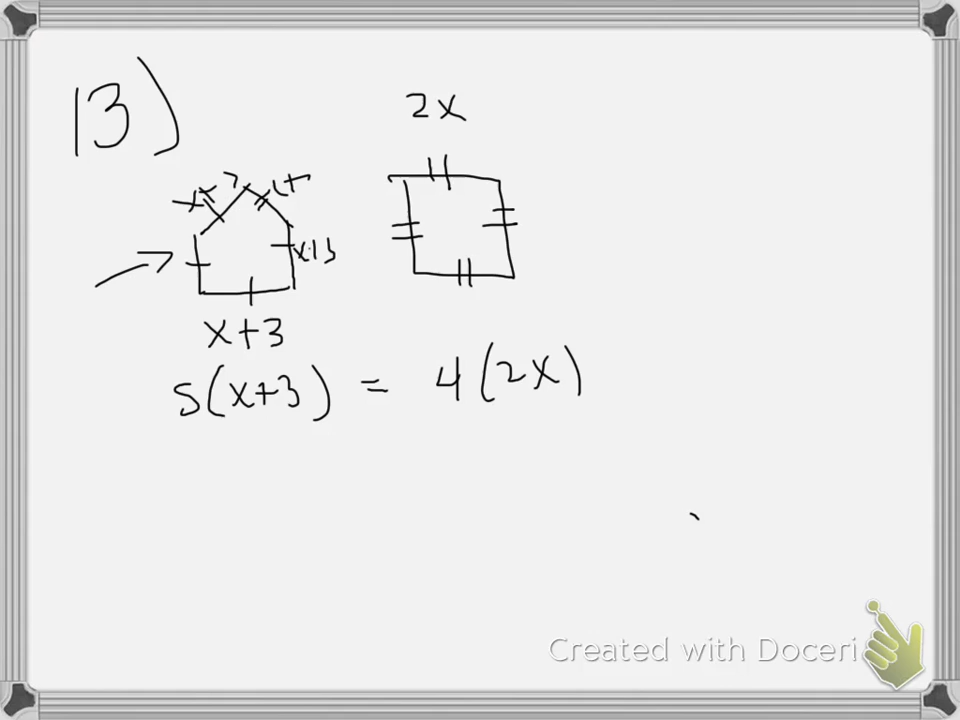 13)
2x
x+3
x+3
5(x+3) = 4(2x)
Created with Doceri